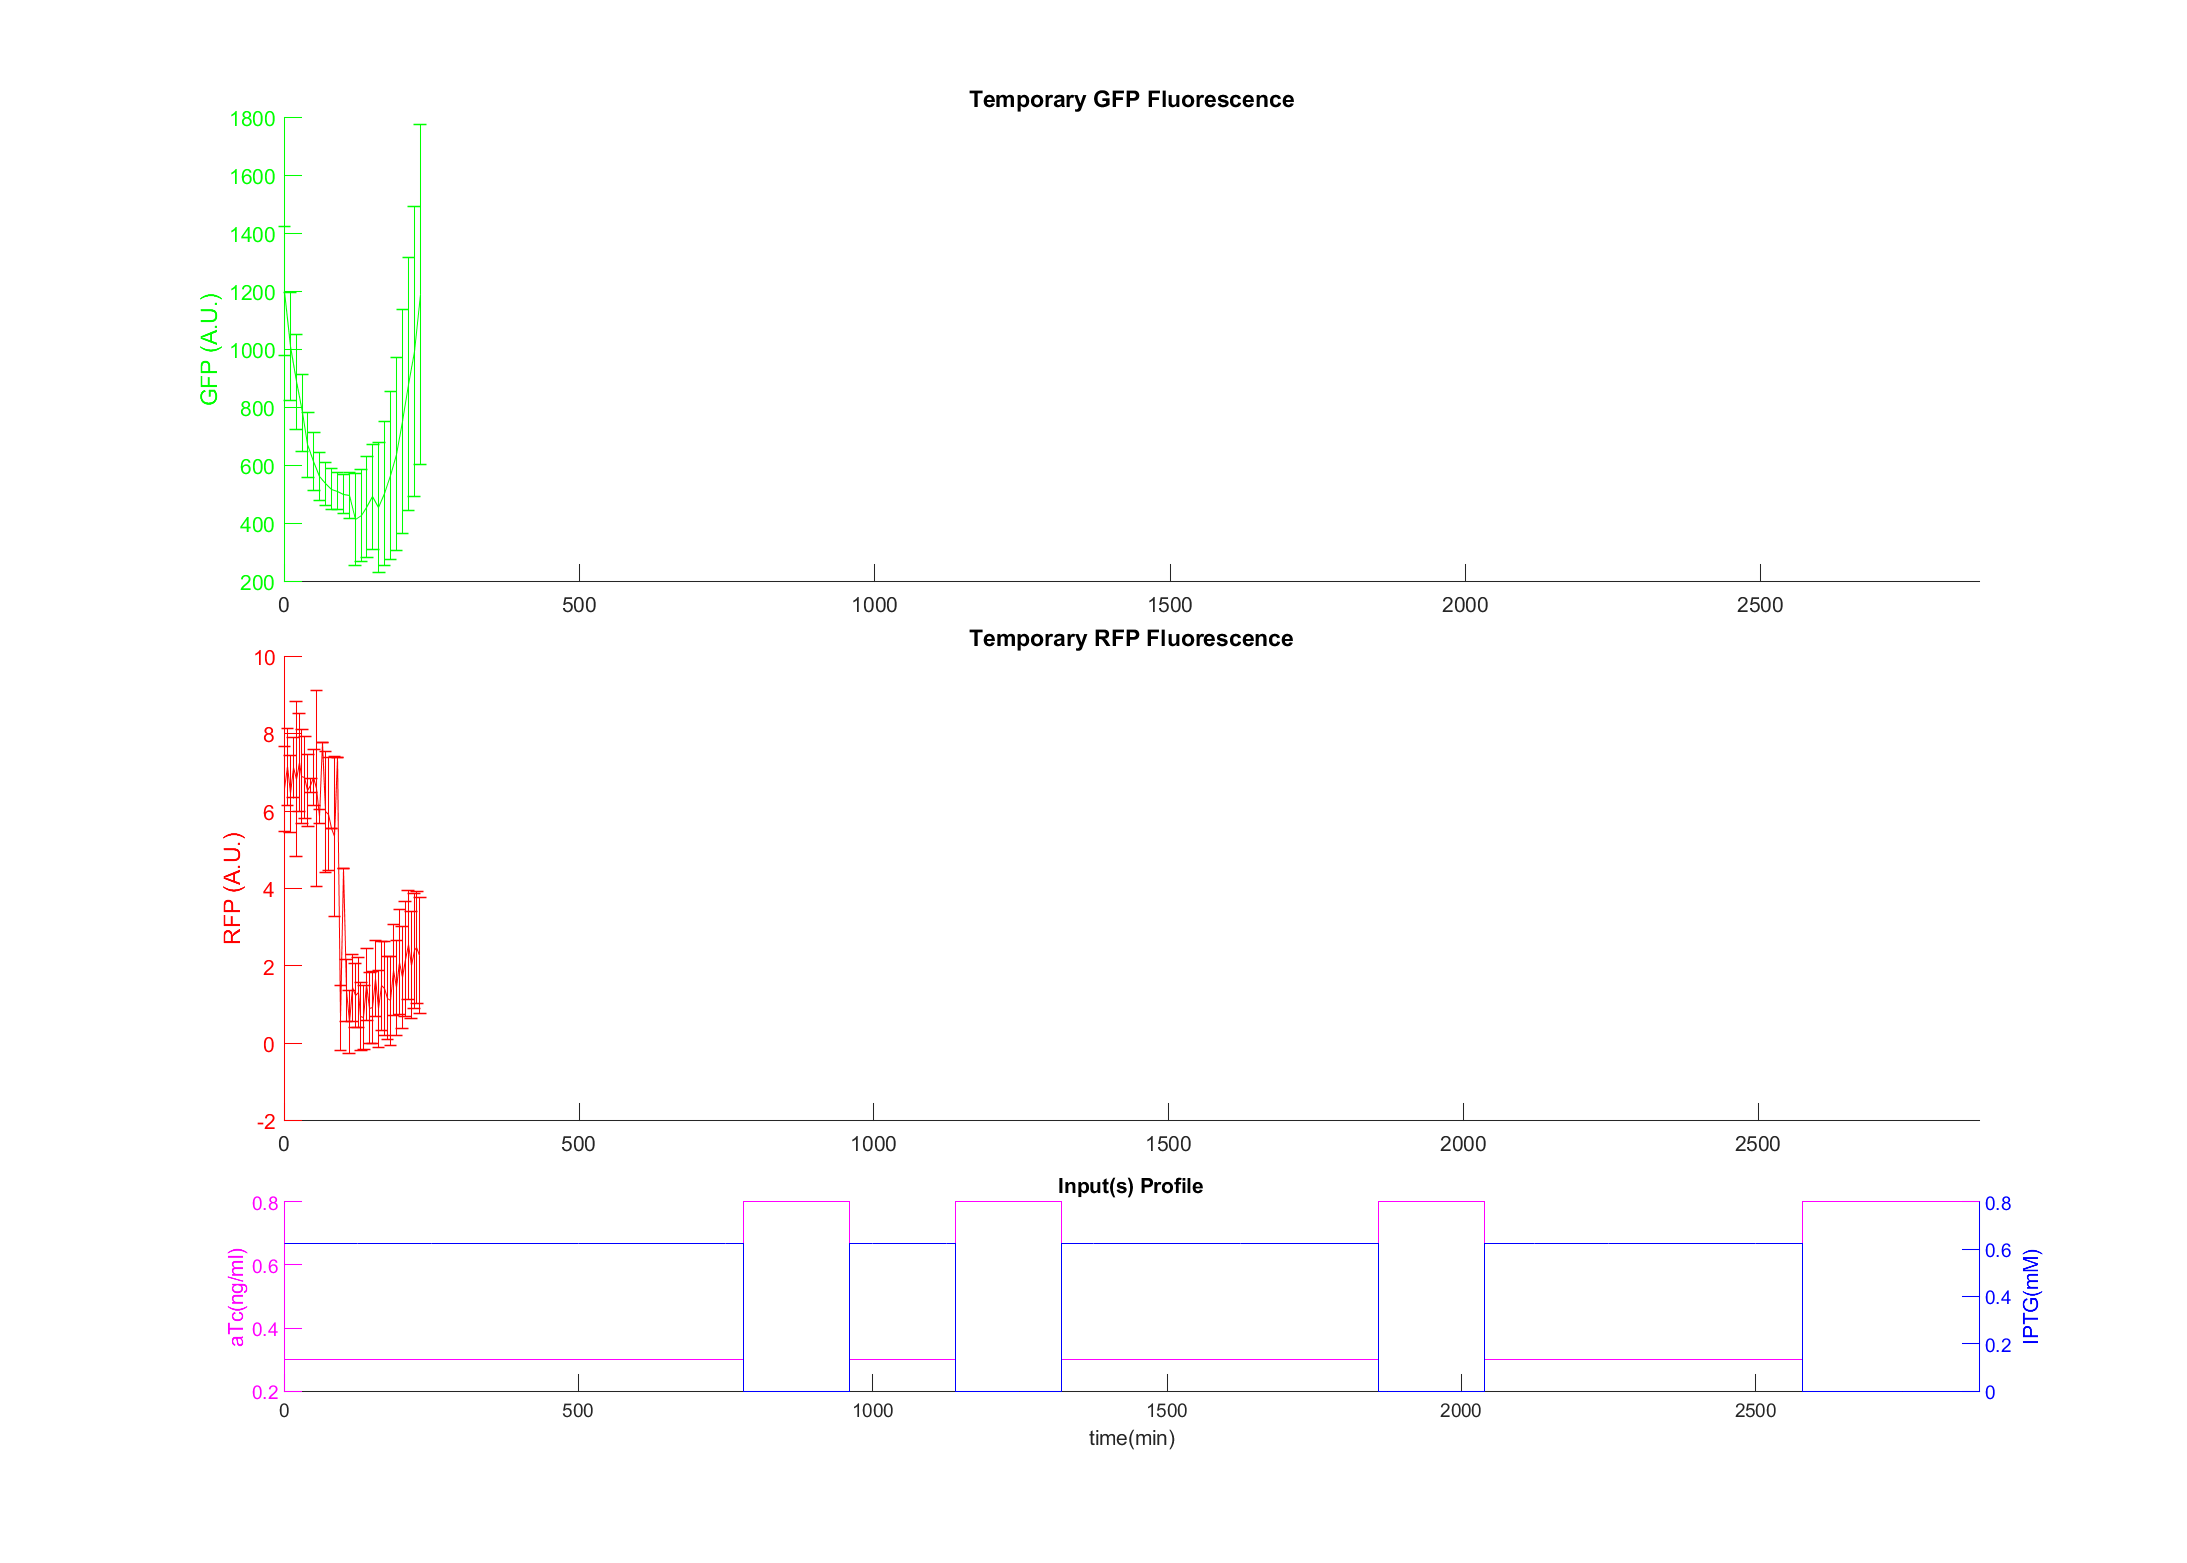 Temporary GFP Fluorescence
GFP (A.U.)
1800
1600
1400
1200
1000
800
600
400
200
0 500 1000 1500 2000 2500
Temporary RFP Fluorescence
RFP (A.U.)
10
8
6
4
2
0
-2
0 500 1000 1500 2000 2500
Input(s) Profile
aTc(ng/ml)
0.8
0.6
0.4
0.2
0.8
0.6
0.4
0.2
0
IPTG(mM)
0 500 1000 1500 2000 2500
time(min)